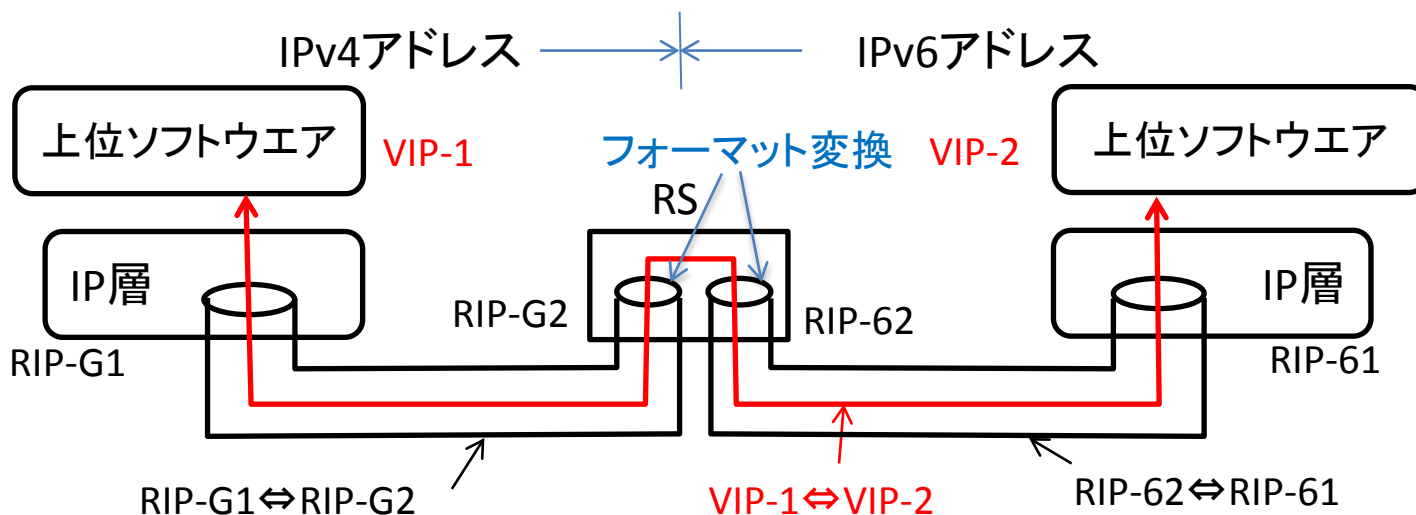 IPv4アドレス
IPv6アドレス
上位ソフトウエア
VIP-1
フォーマット変換
VIP-2
上位ソフトウエア
RS
IP層
IP層
RIP-G2
RIP-62
RIP-G1
RIP-61
RIP-G1⇔RIP-G2
VIP-1⇔VIP-2
RIP-62⇔RIP-61